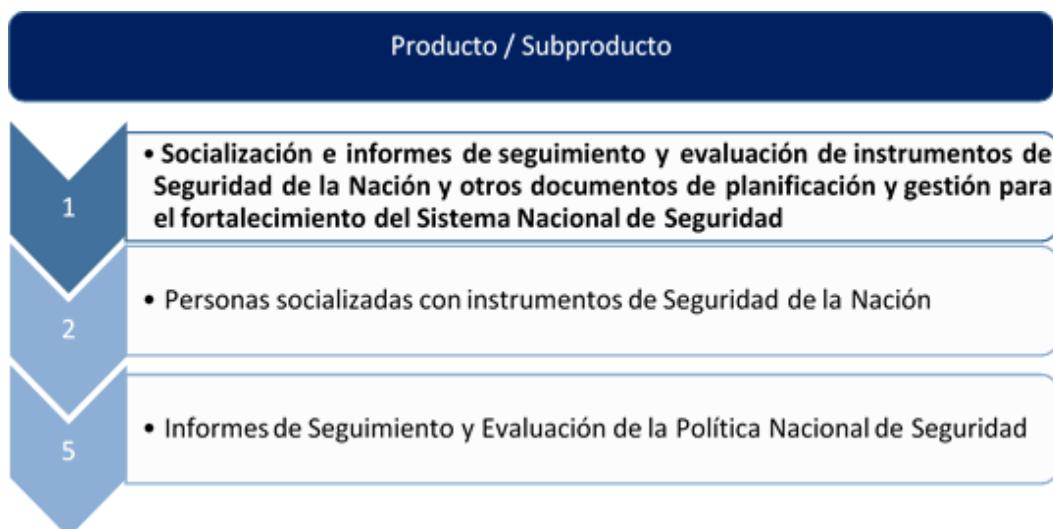 Producto / Subproducto
1
• Socialización e informes de seguimiento y evaluación de instrumentos de
Seguridad de la Nación y otros documentos de planificación y gestión para
el fortalecimiento del Sistema Nacional de Seguridad
2
• Personas socializadas con instrumentos de Seguridad de la Nación
5
• Informes de Seguimiento y Evaluación de la Política Nacional de Seguridad